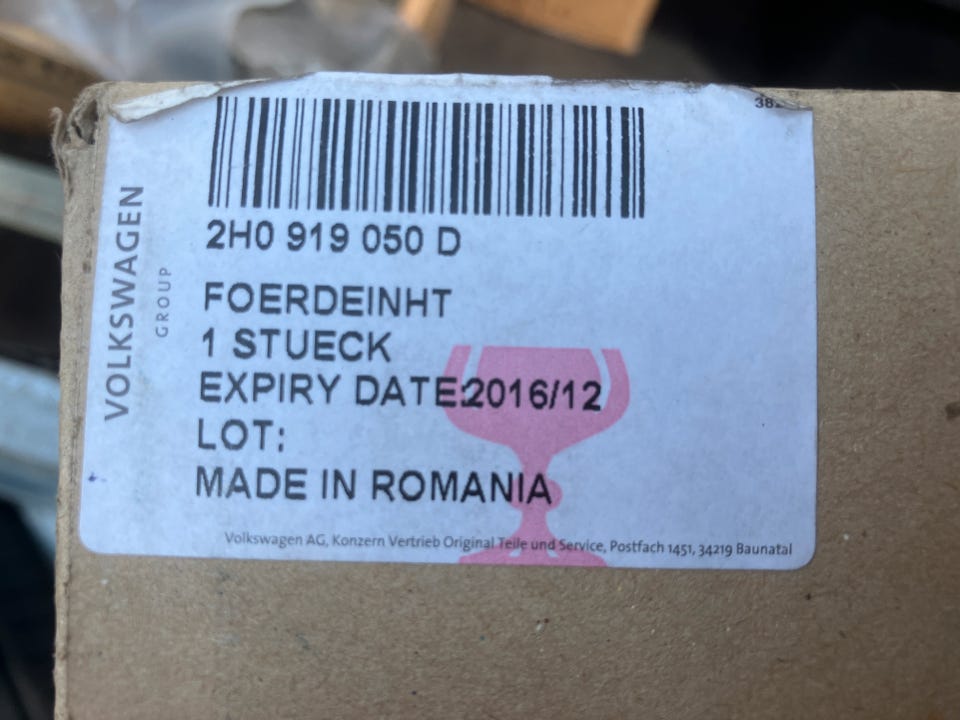 2H0 919 050 D
FOERDEINHT
1 STUECK
EXPIRY DATE:2016/12
LOT:
MADE IN ROMANIA
Volkswagen AG, Konzern Vertrieb Original Teile und Service, Postfach 1451, 34219 Baunatal
VOLKSWAGEN
GROUP